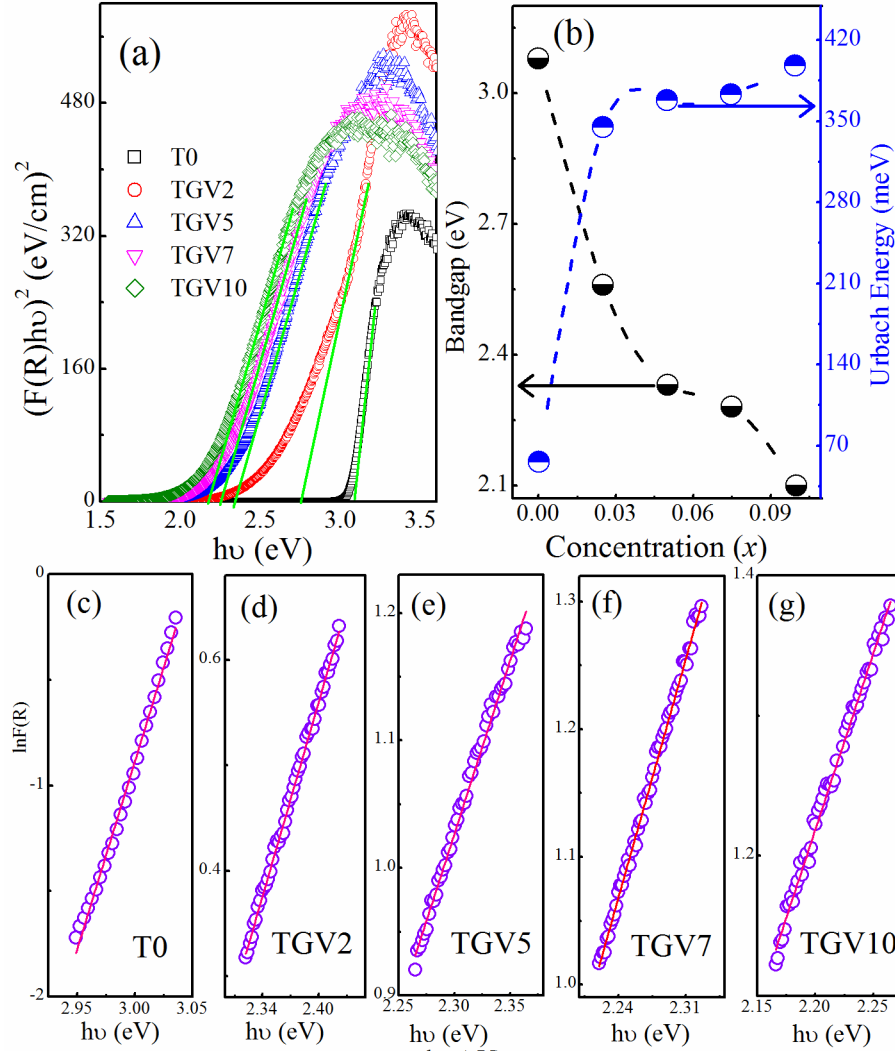 (a)
(F(R)hυ)² (eV/cm)²
480
320
160
0
T0
TGV2
TGV5
TGV7
TGV10
1.5 2.0 2.5 3.0 3.5
hυ (eV)
(b)
Bandgap (eV)
3.0
2.7
2.4
2.1
Urbach Energy (meV)
420
350
280
210
140
70
0.00 0.03 0.06 0.09
Concentration (x)
(c)
lnF(R)
0
-1
-2
T0
2.95 3.00 3.05
hυ (eV)
(d)
0.6
0.4
TGV2
2.34 2.40
hυ (eV)
(e)
1.2
1.1
1.0
0.9
TGV5
2.25 2.30 2.35
hυ (eV)
(f)
1.3
1.2
1.1
1.0
TGV7
2.24 2.31
hυ (eV)
(g)
1.4
1.2
TGV10
2.15 2.20 2.25
hυ (eV)